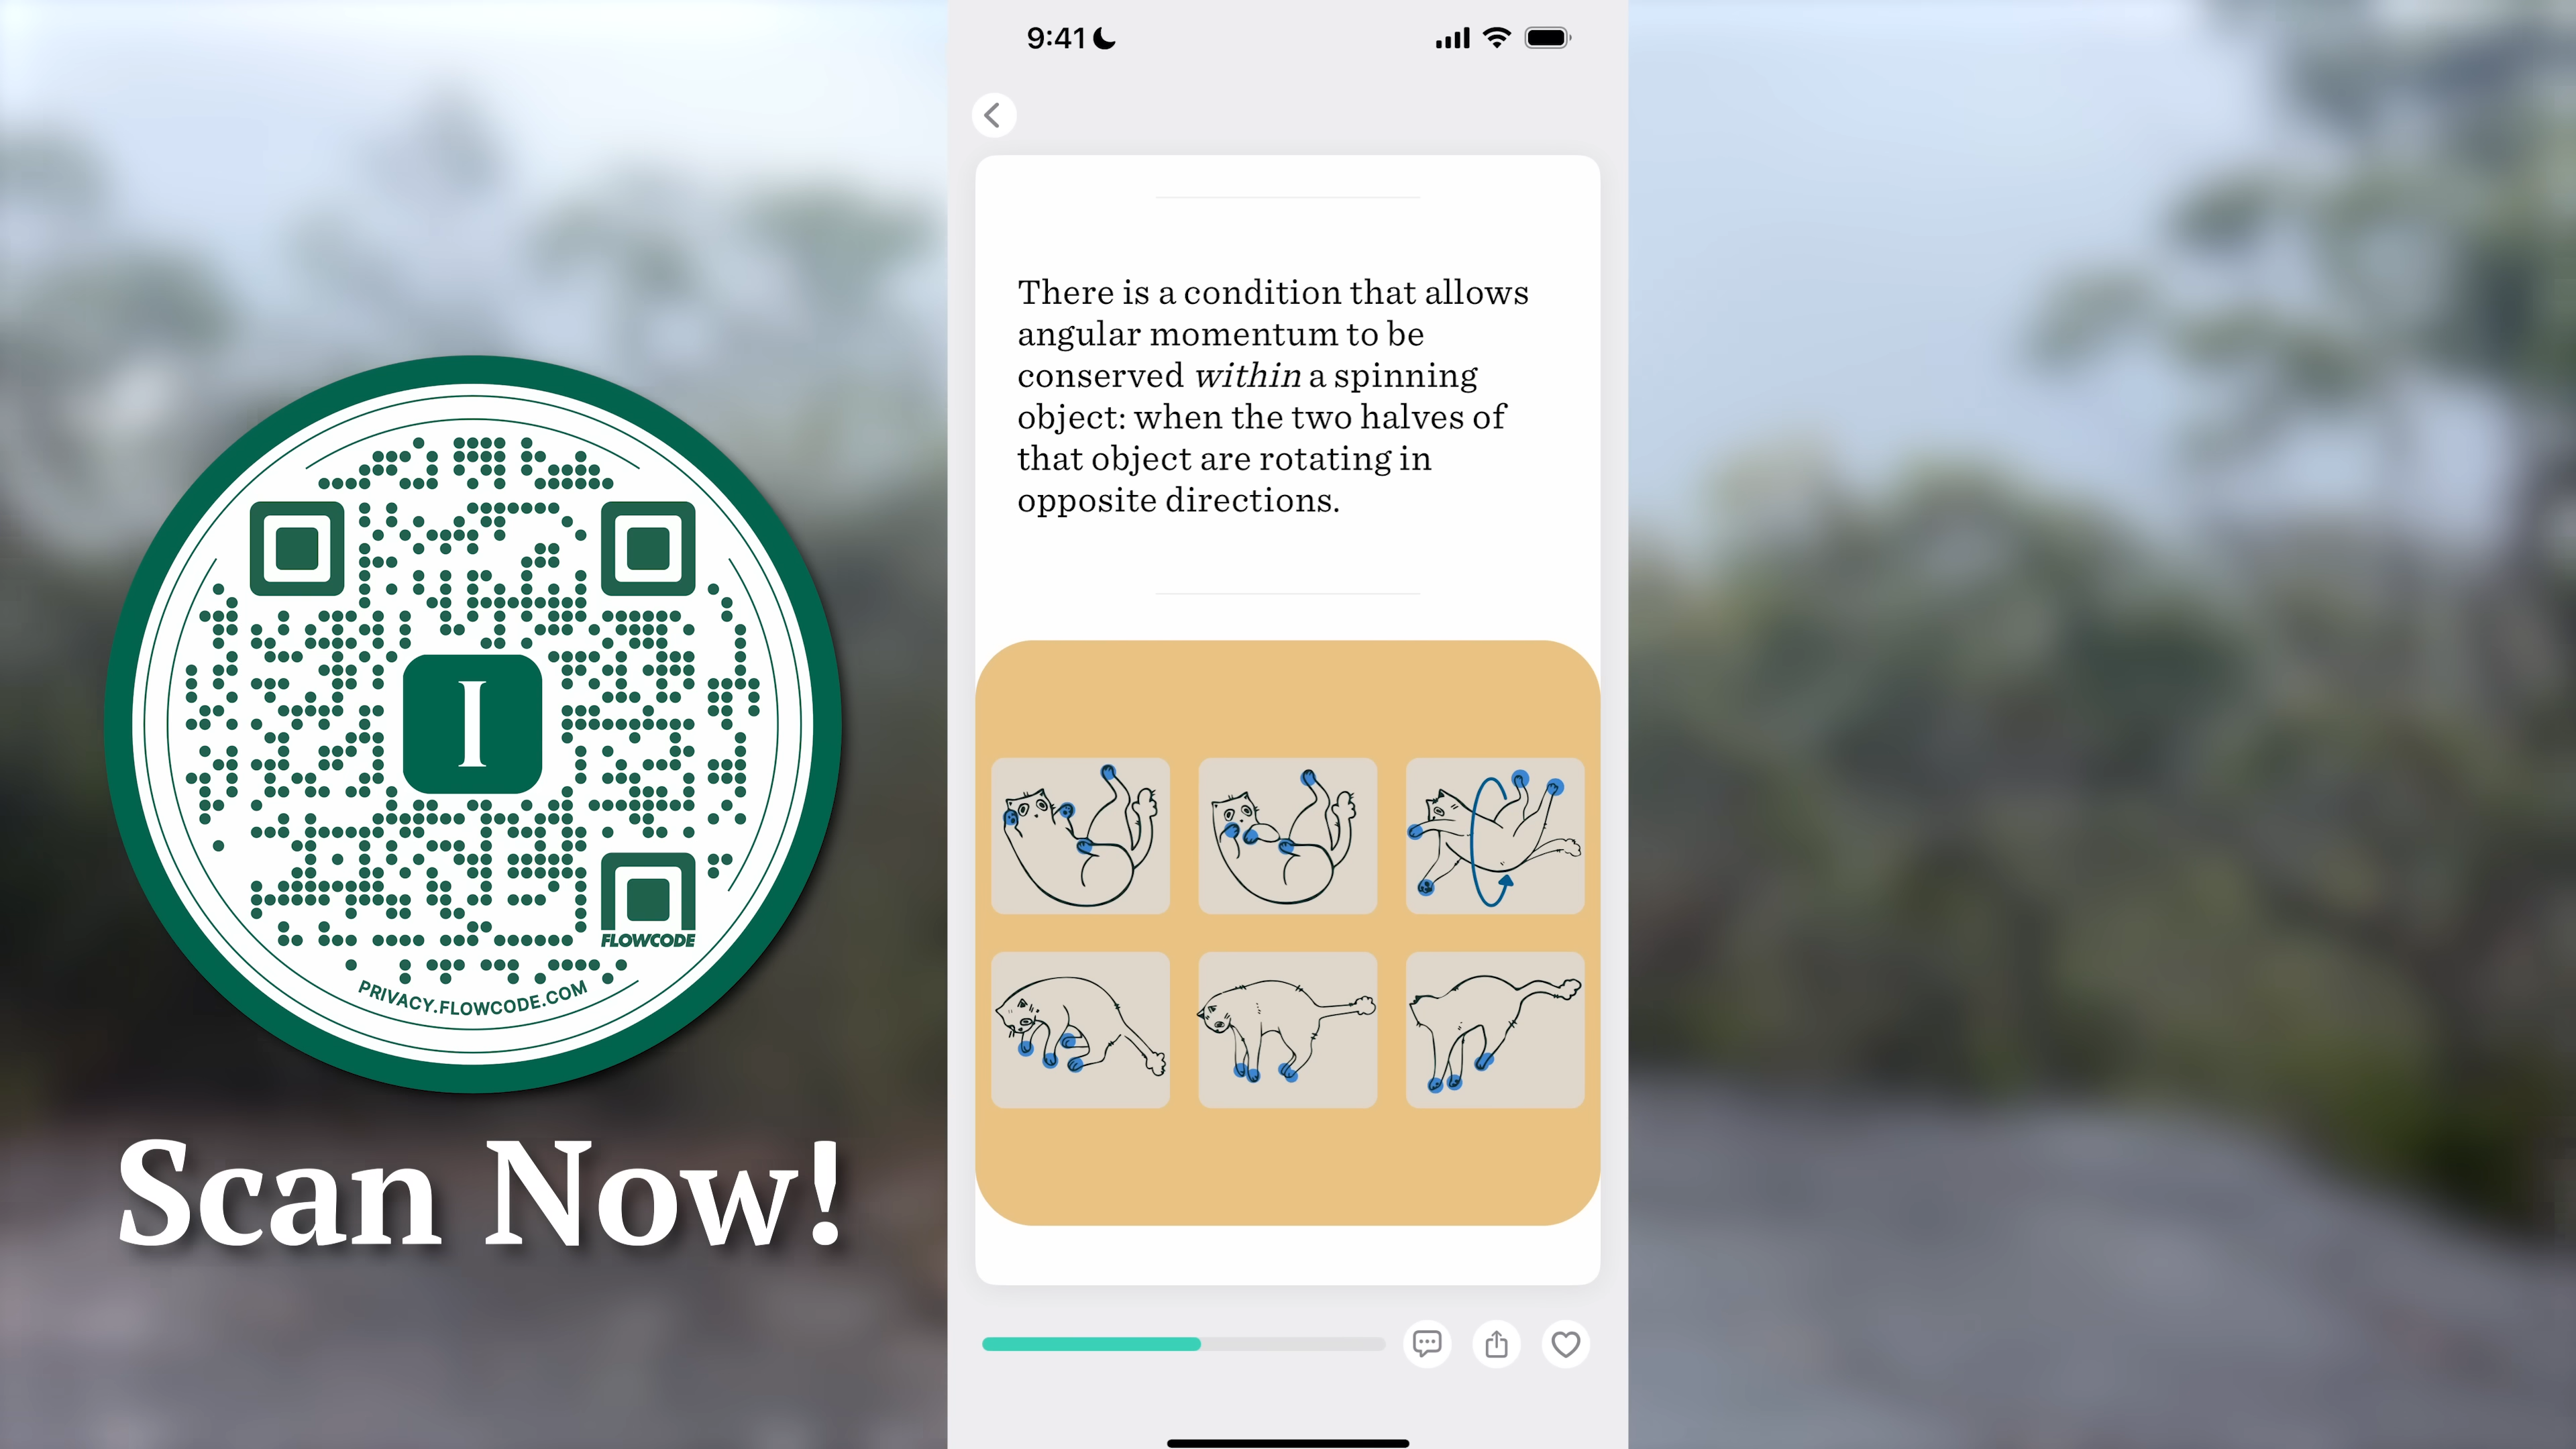 9:41
There is a condition that allows
angular momentum to be
conserved within a spinning
object: when the two halves of
that object are rotating in
opposite directions.
I
FLOWCODE
PRIVACY.FLOWCODE.COM
Scan Now!